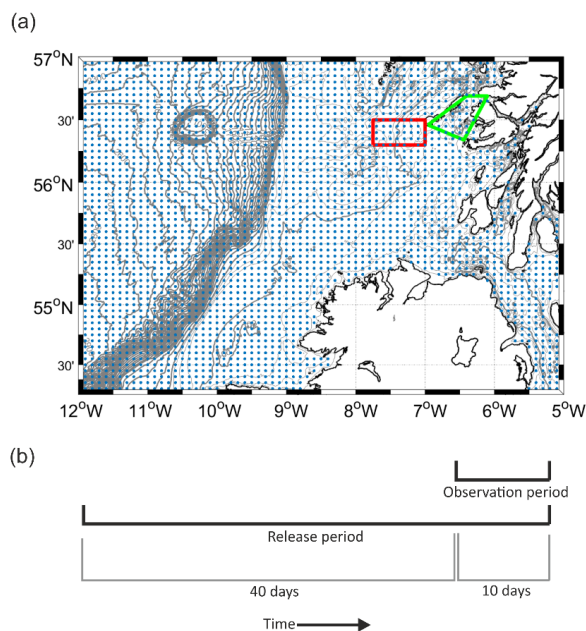 (a)
57°N
30'
56°N
30'
55°N
30'
12°W 11°W 10°W 9°W 8°W 7°W 6°W 5°W
(b)
Observation period
Release period
40 days 10 days
Time